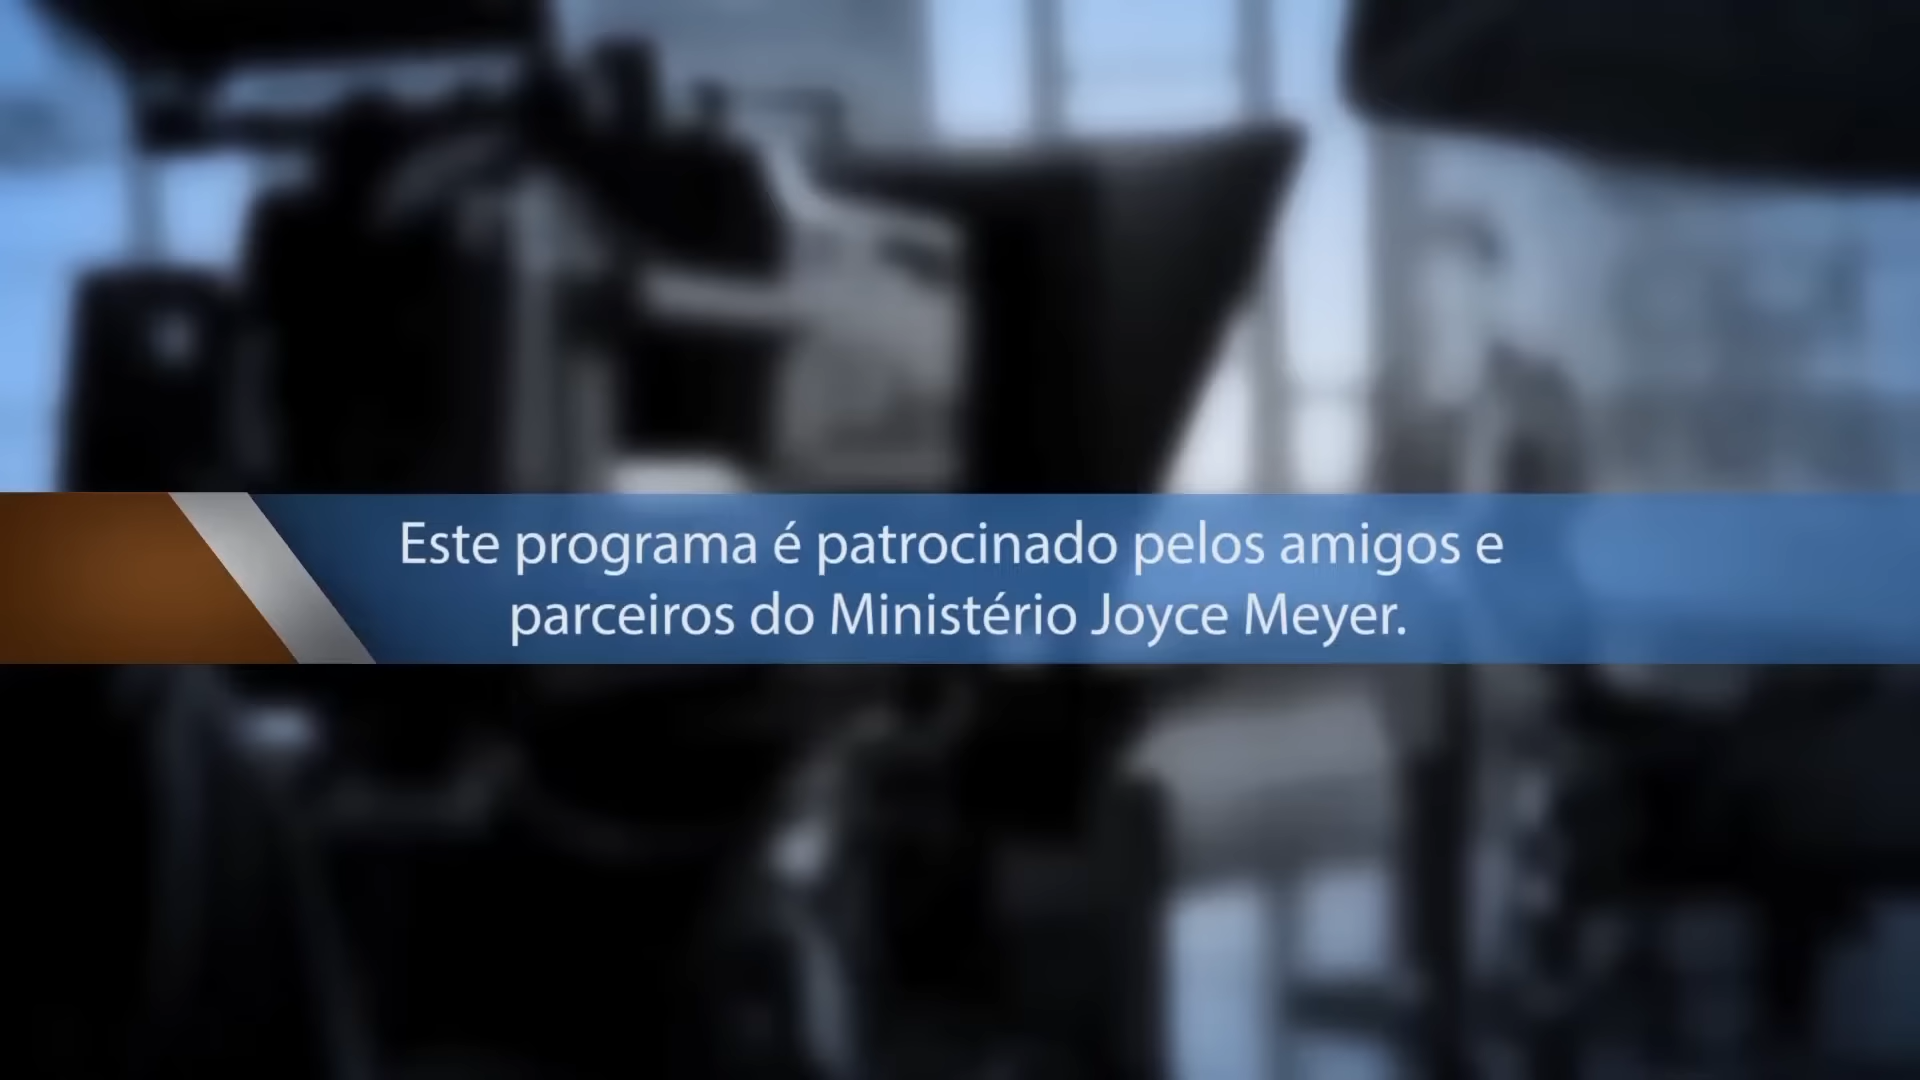 Este programa é patrocinado pelos amigos e
parceiros do Ministério Joyce Meyer.